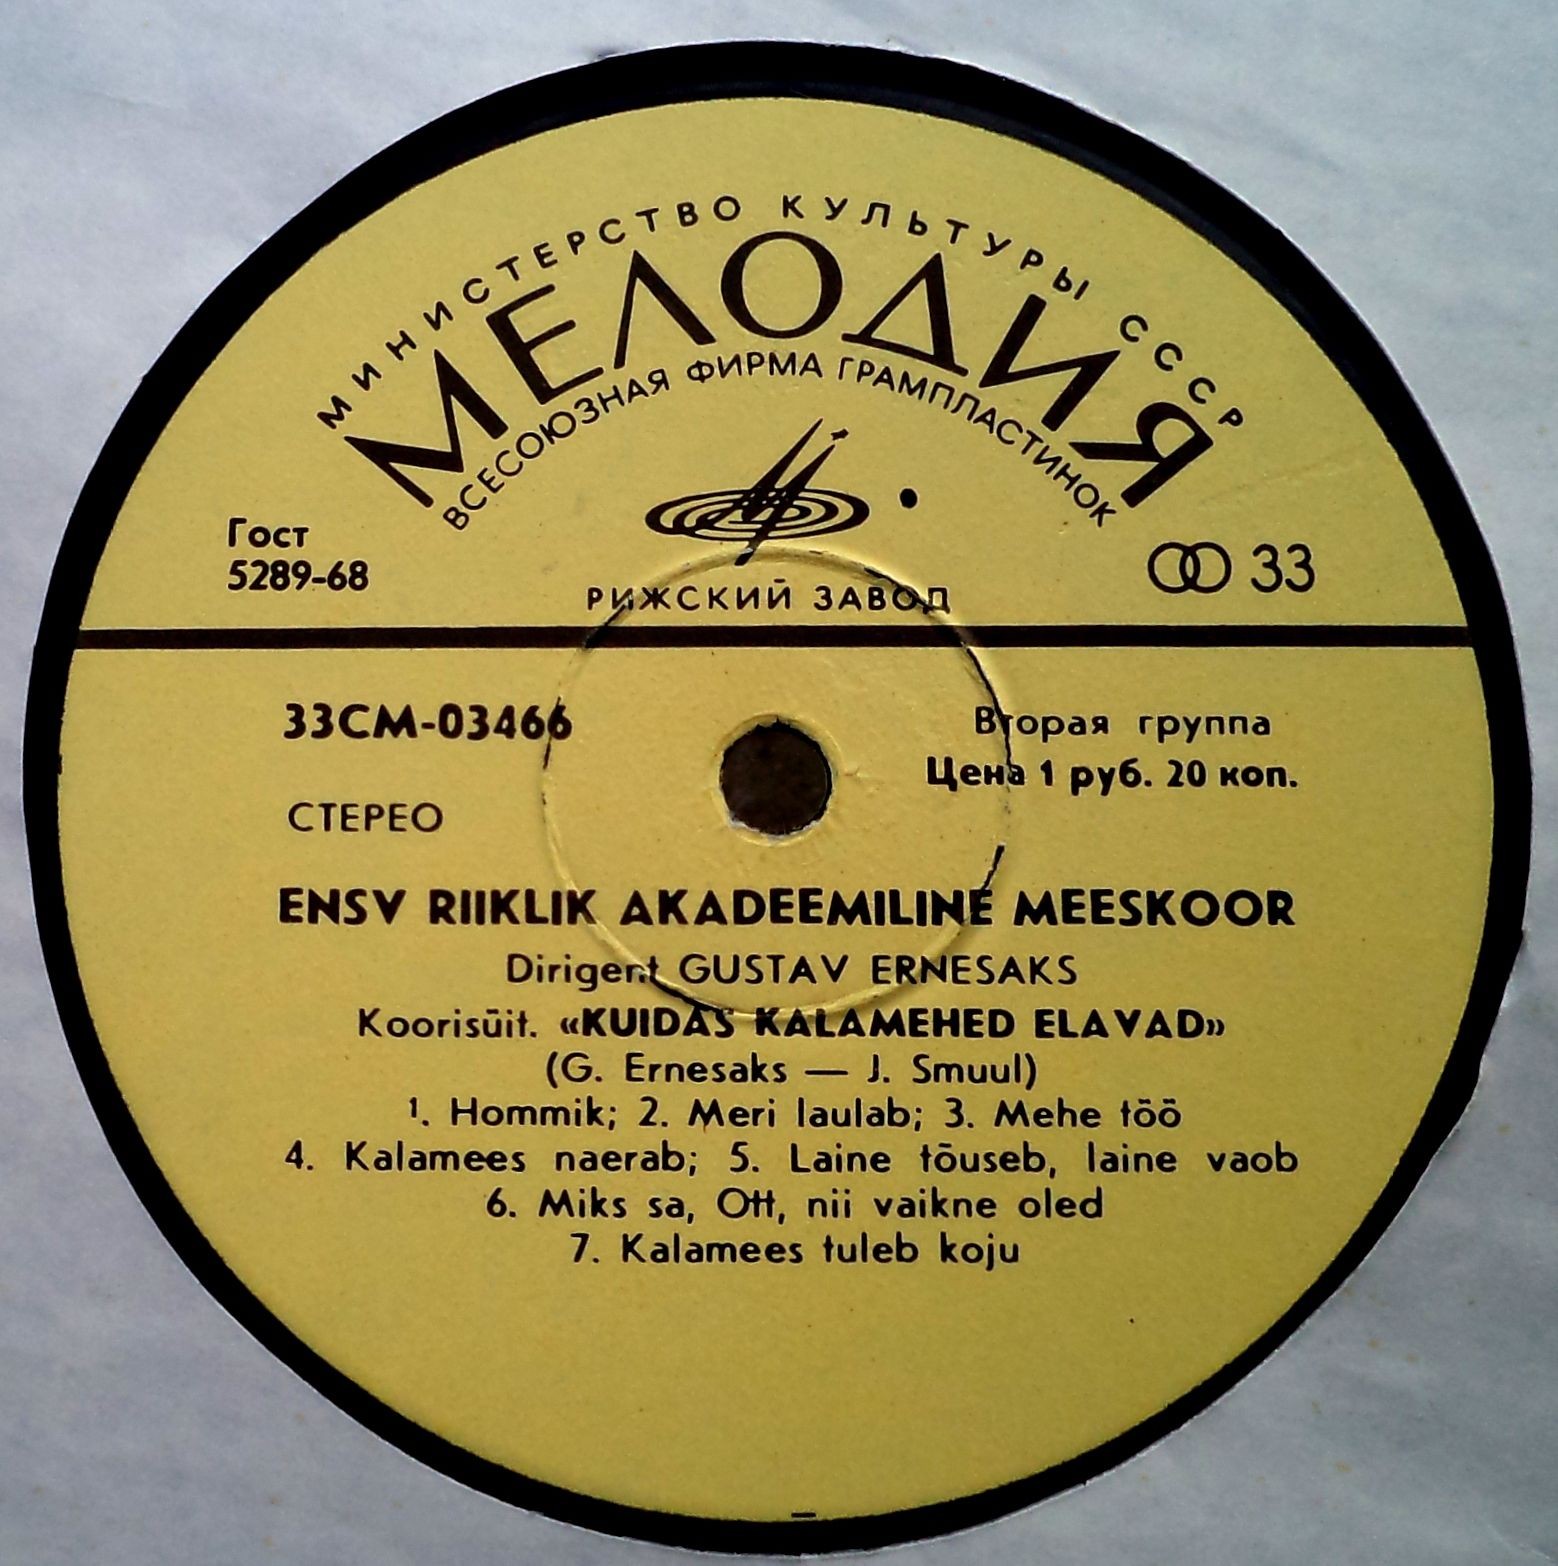 МИНИСТЕРСТВО КУЛЬТУРЫ СССР
МЕЛОДИЯ
ВСЕСОЮЗНАЯ ФИРМА ГРАМПЛАСТИНОК
Гост
5289-68
33
РИЖСКИЙ ЗАВОД
33СМ-03466
Вторая группа
Цена 1 руб. 20 коп.
СТЕРЕО
ENSV RIIKLIK AKADEEMILINE MEESKOOR
Dirigent GUSTAV ERNESAKS
Koorisüit. «KUIDAS KALAMEHED ELAVAD»
(G. Ernesaks — J. Smuul)
1. Hommik; 2. Meri laulab; 3. Mehe töö
4. Kalamees naerab; 5. Laine tõuseb, laine vaob
6. Miks sa, Ott, nii vaikne oled
7. Kalamees tuleb koju